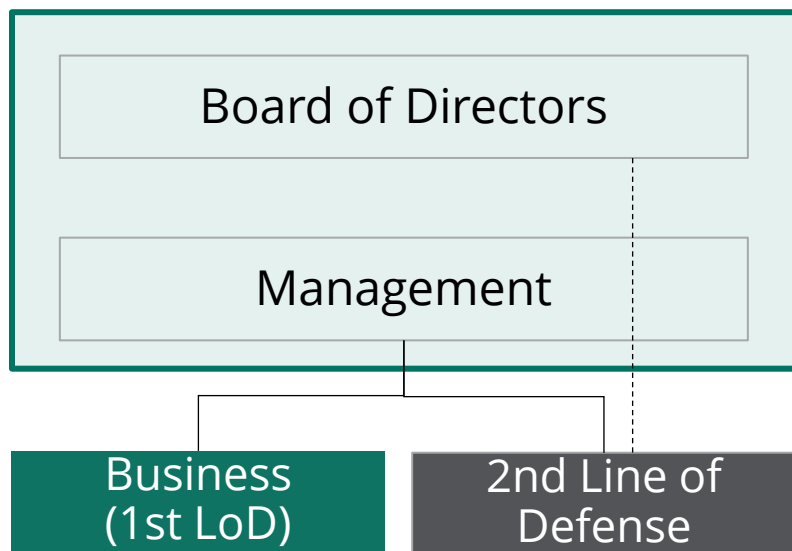 Board of Directors
Management
Business
(1st LoD)
2nd Line of
Defense